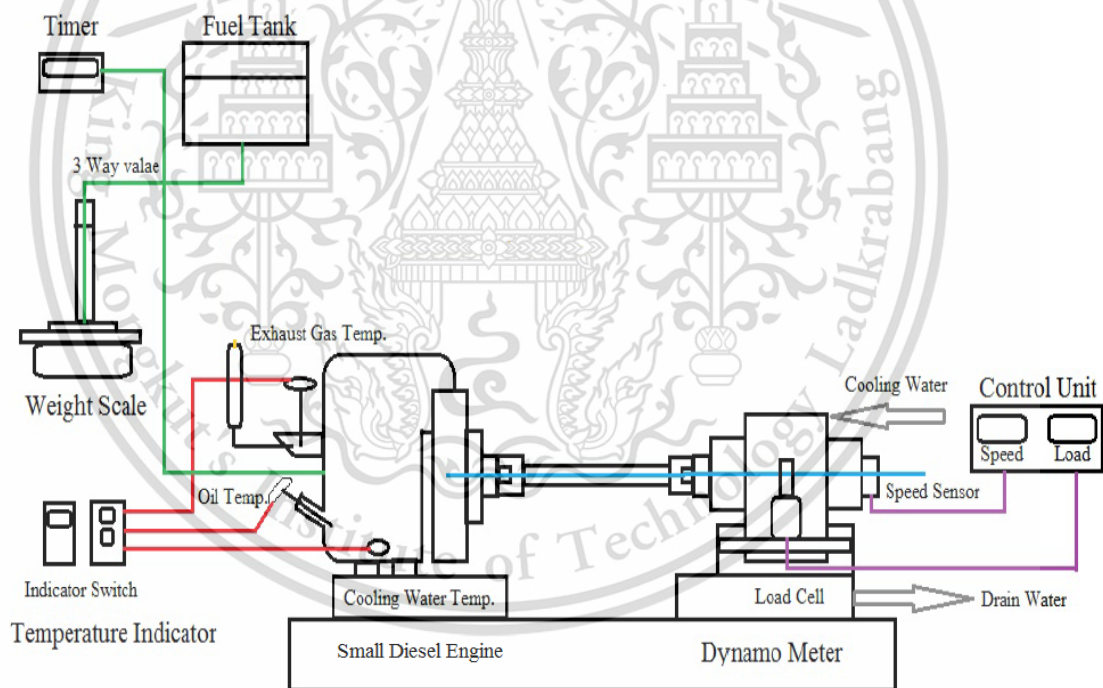 Timer
Fuel Tank
3 Way valae
Weight Scale
Exhaust Gas Temp.
Oil Temp.
Indicator Switch
Temperature Indicator
Cooling Water Temp.
Small Diesel Engine
Cooling Water
Control Unit
Speed
Load
Speed Sensor
Load Cell
Drain Water
Dynamo Meter
King Mongkut's Institute of Technology Ladkrabang